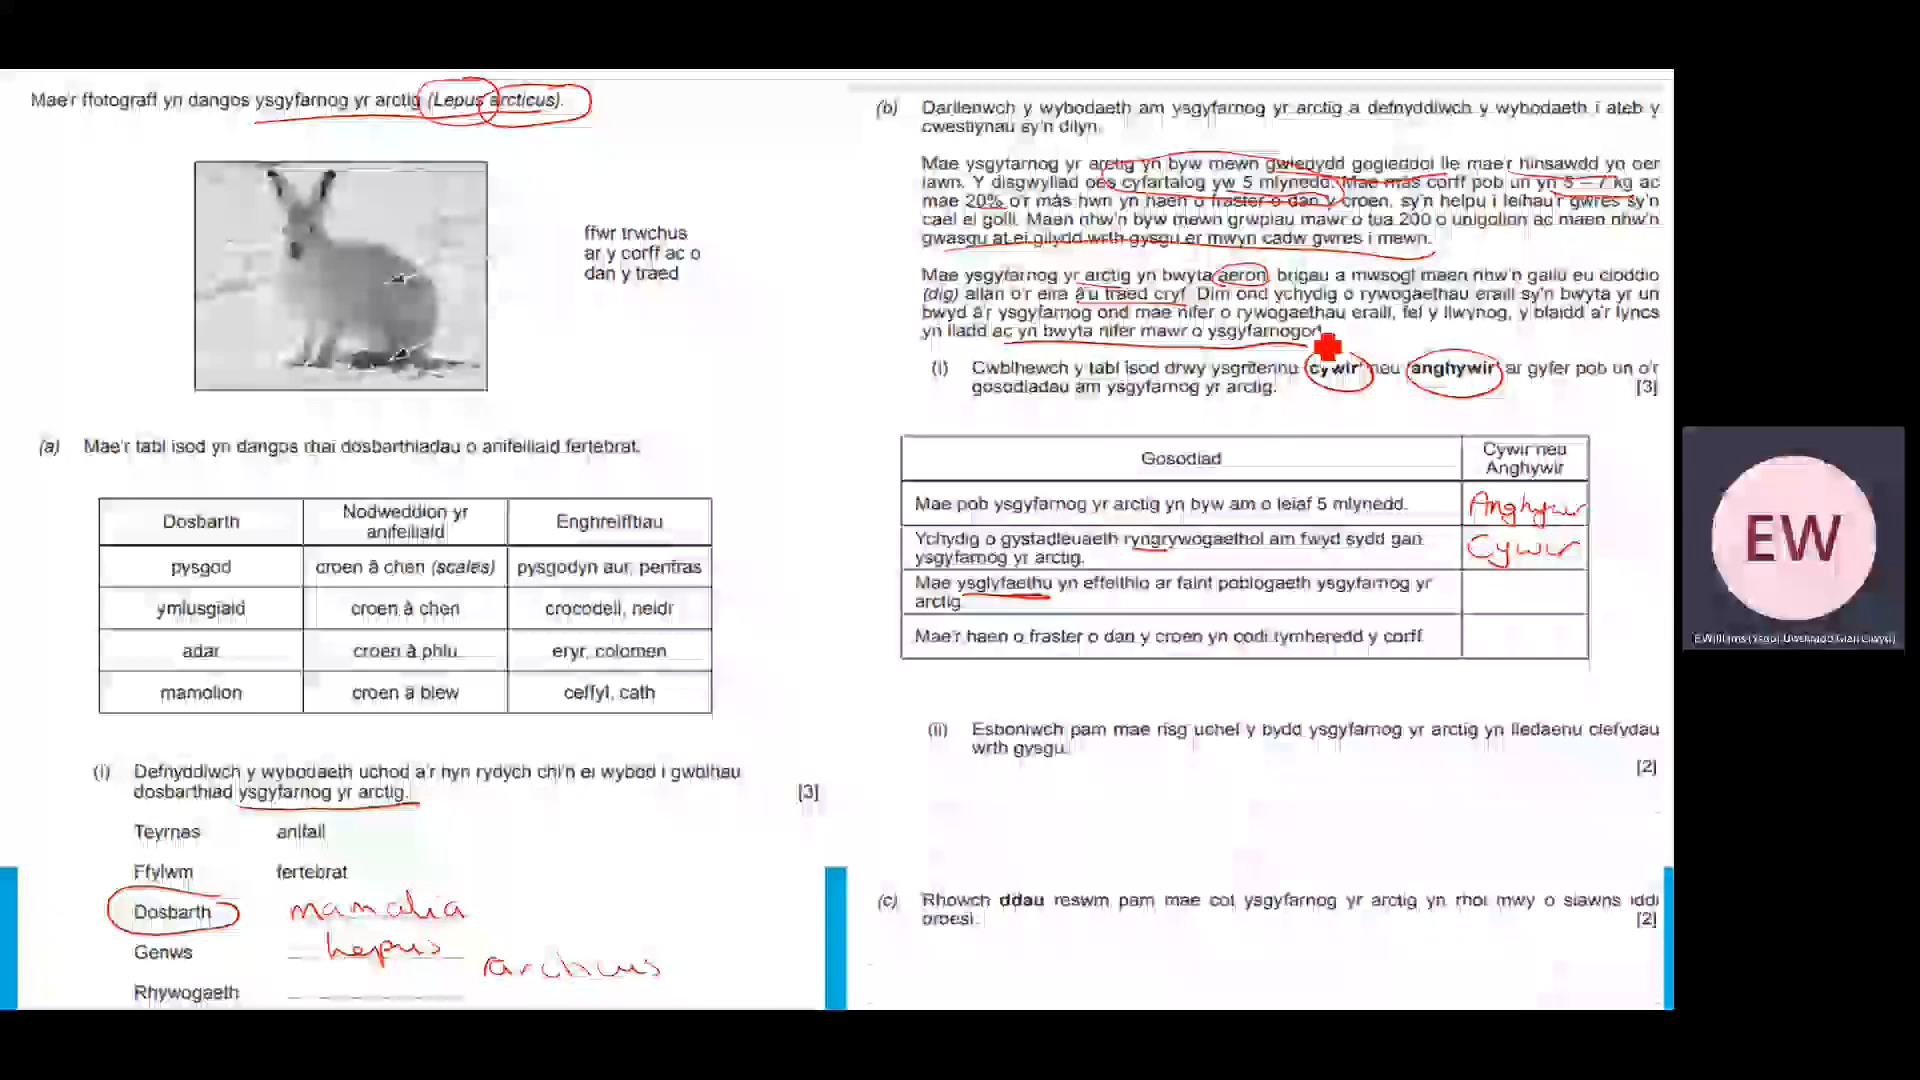 Mae'r ffotograff yn dangos ysgyfarnog yr arctig (Lepus arcticus).
ffwr trwchus
ar y corff ac o
dan y traed
(a) Mae'r tabl isod yn dangos rhai dosbarthiadau o anifeiliaid fertebrat.
Dosbarth Nodweddion yr anifeiliaid Enghreifftiau
pysgod croen â chen (scales) pysgodyn aur, penfras
ymlusgiaid croen â chen crocodeil, neidr
adar croen â phlu eryr, colomen
mamolion croen â blew ceffyl, cath
(i) Defnyddiwch y wybodaeth uchod a'r hyn rydych chi'n ei wybod i gwblhau
dosbarthiad ysgyfarnog yr arctig. [3]
Teyrnas anifail
Ffylwm fertebrat
Dosbarth mamalia
Genws Lepus
arcticus
Rhywogaeth
(b) Darllenwch y wybodaeth am ysgyfarnog yr arctig a defnyddiwch y wybodaeth i ateb y
cwestiynau sy'n dilyn.
Mae ysgyfarnog yr arctig yn byw mewn gwledydd gogleddol lle mae'r hinsawdd yn oer
iawn. Y disgwyliad oes cyfartalog yw 5 mlynedd. Mae màs corff pob un yn 5 – 7 kg ac
mae 20% o'r màs hwn yn haen o fraster o dan y croen, sy'n helpu i leihau'r gwres sy'n
cael ei golli. Maen nhw'n byw mewn grwpiau mawr o tua 200 o unigolion ac maen nhw'n
gwasgu at ei gilydd wrth gysgu er mwyn cadw gwres i mewn.
Mae ysgyfarnog yr arctig yn bwyta aeron, brigau a mwsogl maen nhw'n gallu eu cloddio
(dig) allan o'r eira â'u traed cryf. Dim ond ychydig o rywogaethau eraill sy'n bwyta yr un
bwyd â'r ysgyfarnog ond mae nifer o rywogaethau eraill, fel y llwynog, y blaidd a'r lyncs
yn lladd ac yn bwyta nifer mawr o ysgyfarnogod
(i) Cwblhewch y tabl isod drwy ysgrifennu 'cywir' neu 'anghywir' ar gyfer pob un o'r
gosodiadau am ysgyfarnog yr arctig. [3]
Gosodiad Cywir neu Anghywir
Mae pob ysgyfarnog yr arctig yn byw am o leiaf 5 mlynedd. Anghywir
Ychydig o gystadleuaeth ryngrywogaethol am fwyd sydd gan
ysgyfarnog yr arctig. Cywir
Mae ysglyfaethu yn effeithio ar faint poblogaeth ysgyfarnog yr
arctig.
Mae'r haen o fraster o dan y croen yn codi tymheredd y corff.
(ii) Esboniwch pam mae risg uchel y bydd ysgyfarnog yr arctig yn lledaenu clefydau
wrth gysgu.
[2]
(c) Rhowch ddau reswm pam mae cot ysgyfarnog yr arctig yn rhoi mwy o siawns iddi
oroesi.
[2]
EW